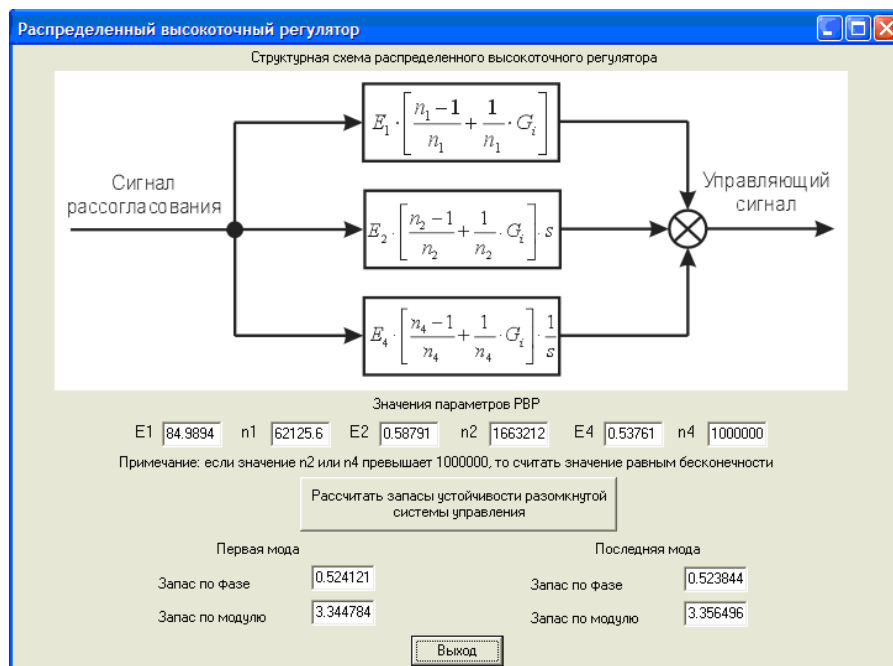 Распределенный высокоточный регулятор
Структурная схема распределенного высокоточного регулятора
E₁ · [ (n₁ − 1)/n₁ + 1/n₁ · Gᵢ ]
Сигнал рассогласования
E₂ · [ (n₂ − 1)/n₂ + 1/n₂ · Gᵢ ] · s
Управляющий сигнал
E₄ · [ (n₄ − 1)/n₄ + 1/n₄ · Gᵢ ] · 1/s
Значения параметров РВР
E1 84.9894 n1 62125.6 E2 0.58791 n2 1663212 E4 0.53761 n4 1000000
Примечание: если значение n2 или n4 превышает 1000000, то считать значение равным бесконечности
Рассчитать запасы устойчивости разомкнутой
системы управления
Первая мода Последняя мода
Запас по фазе 0.524121 Запас по фазе 0.523844
Запас по модулю 3.344784 Запас по модулю 3.356496
Выход